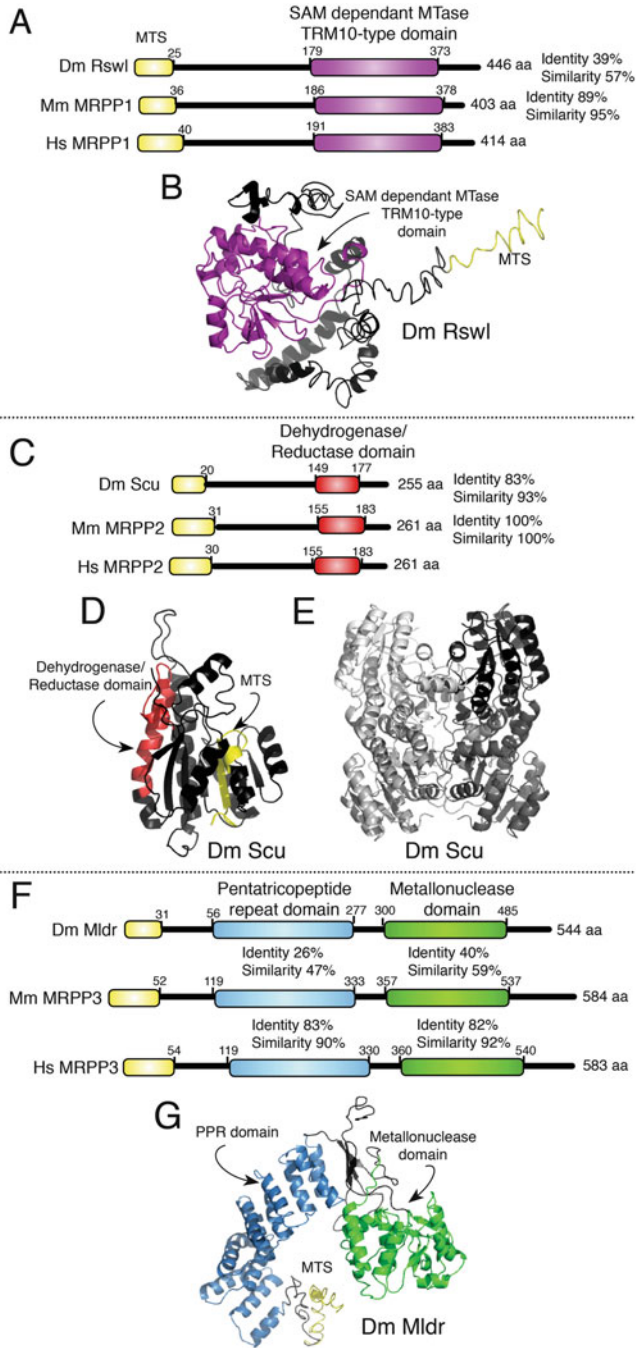 A
SAM dependant MTase
TRM10-type domain
MTS
25
179
373
Dm Rswl
446 aa
Identity 39%
Similarity 57%
36
186
378
Mm MRPP1
403 aa
Identity 89%
Similarity 95%
40
191
383
Hs MRPP1
414 aa
B
SAM dependant MTase
TRM10-type
domain
MTS
Dm Rswl
C
Dehydrogenase/
Reductase domain
20
149
177
Dm Scu
255 aa
Identity 83%
Similarity 93%
31
155
183
Mm MRPP2
261 aa
Identity 100%
Similarity 100%
30
155
183
Hs MRPP2
261 aa
D
Dehydrogenase/
Reductase domain
MTS
Dm Scu
E
Dm Scu
F
Pentatricopeptide
repeat domain
Metallonuclease
domain
31
56
277
300
485
Dm Mldr
544 aa
Identity 26%
Similarity 47%
Identity 40%
Similarity 59%
52
119
333
357
537
Mm MRPP3
584 aa
Identity 83%
Similarity 90%
Identity 82%
Similarity 92%
54
119
330
360
540
Hs MRPP3
583 aa
G
PPR domain
Metallonuclease
domain
MTS
Dm Mldr